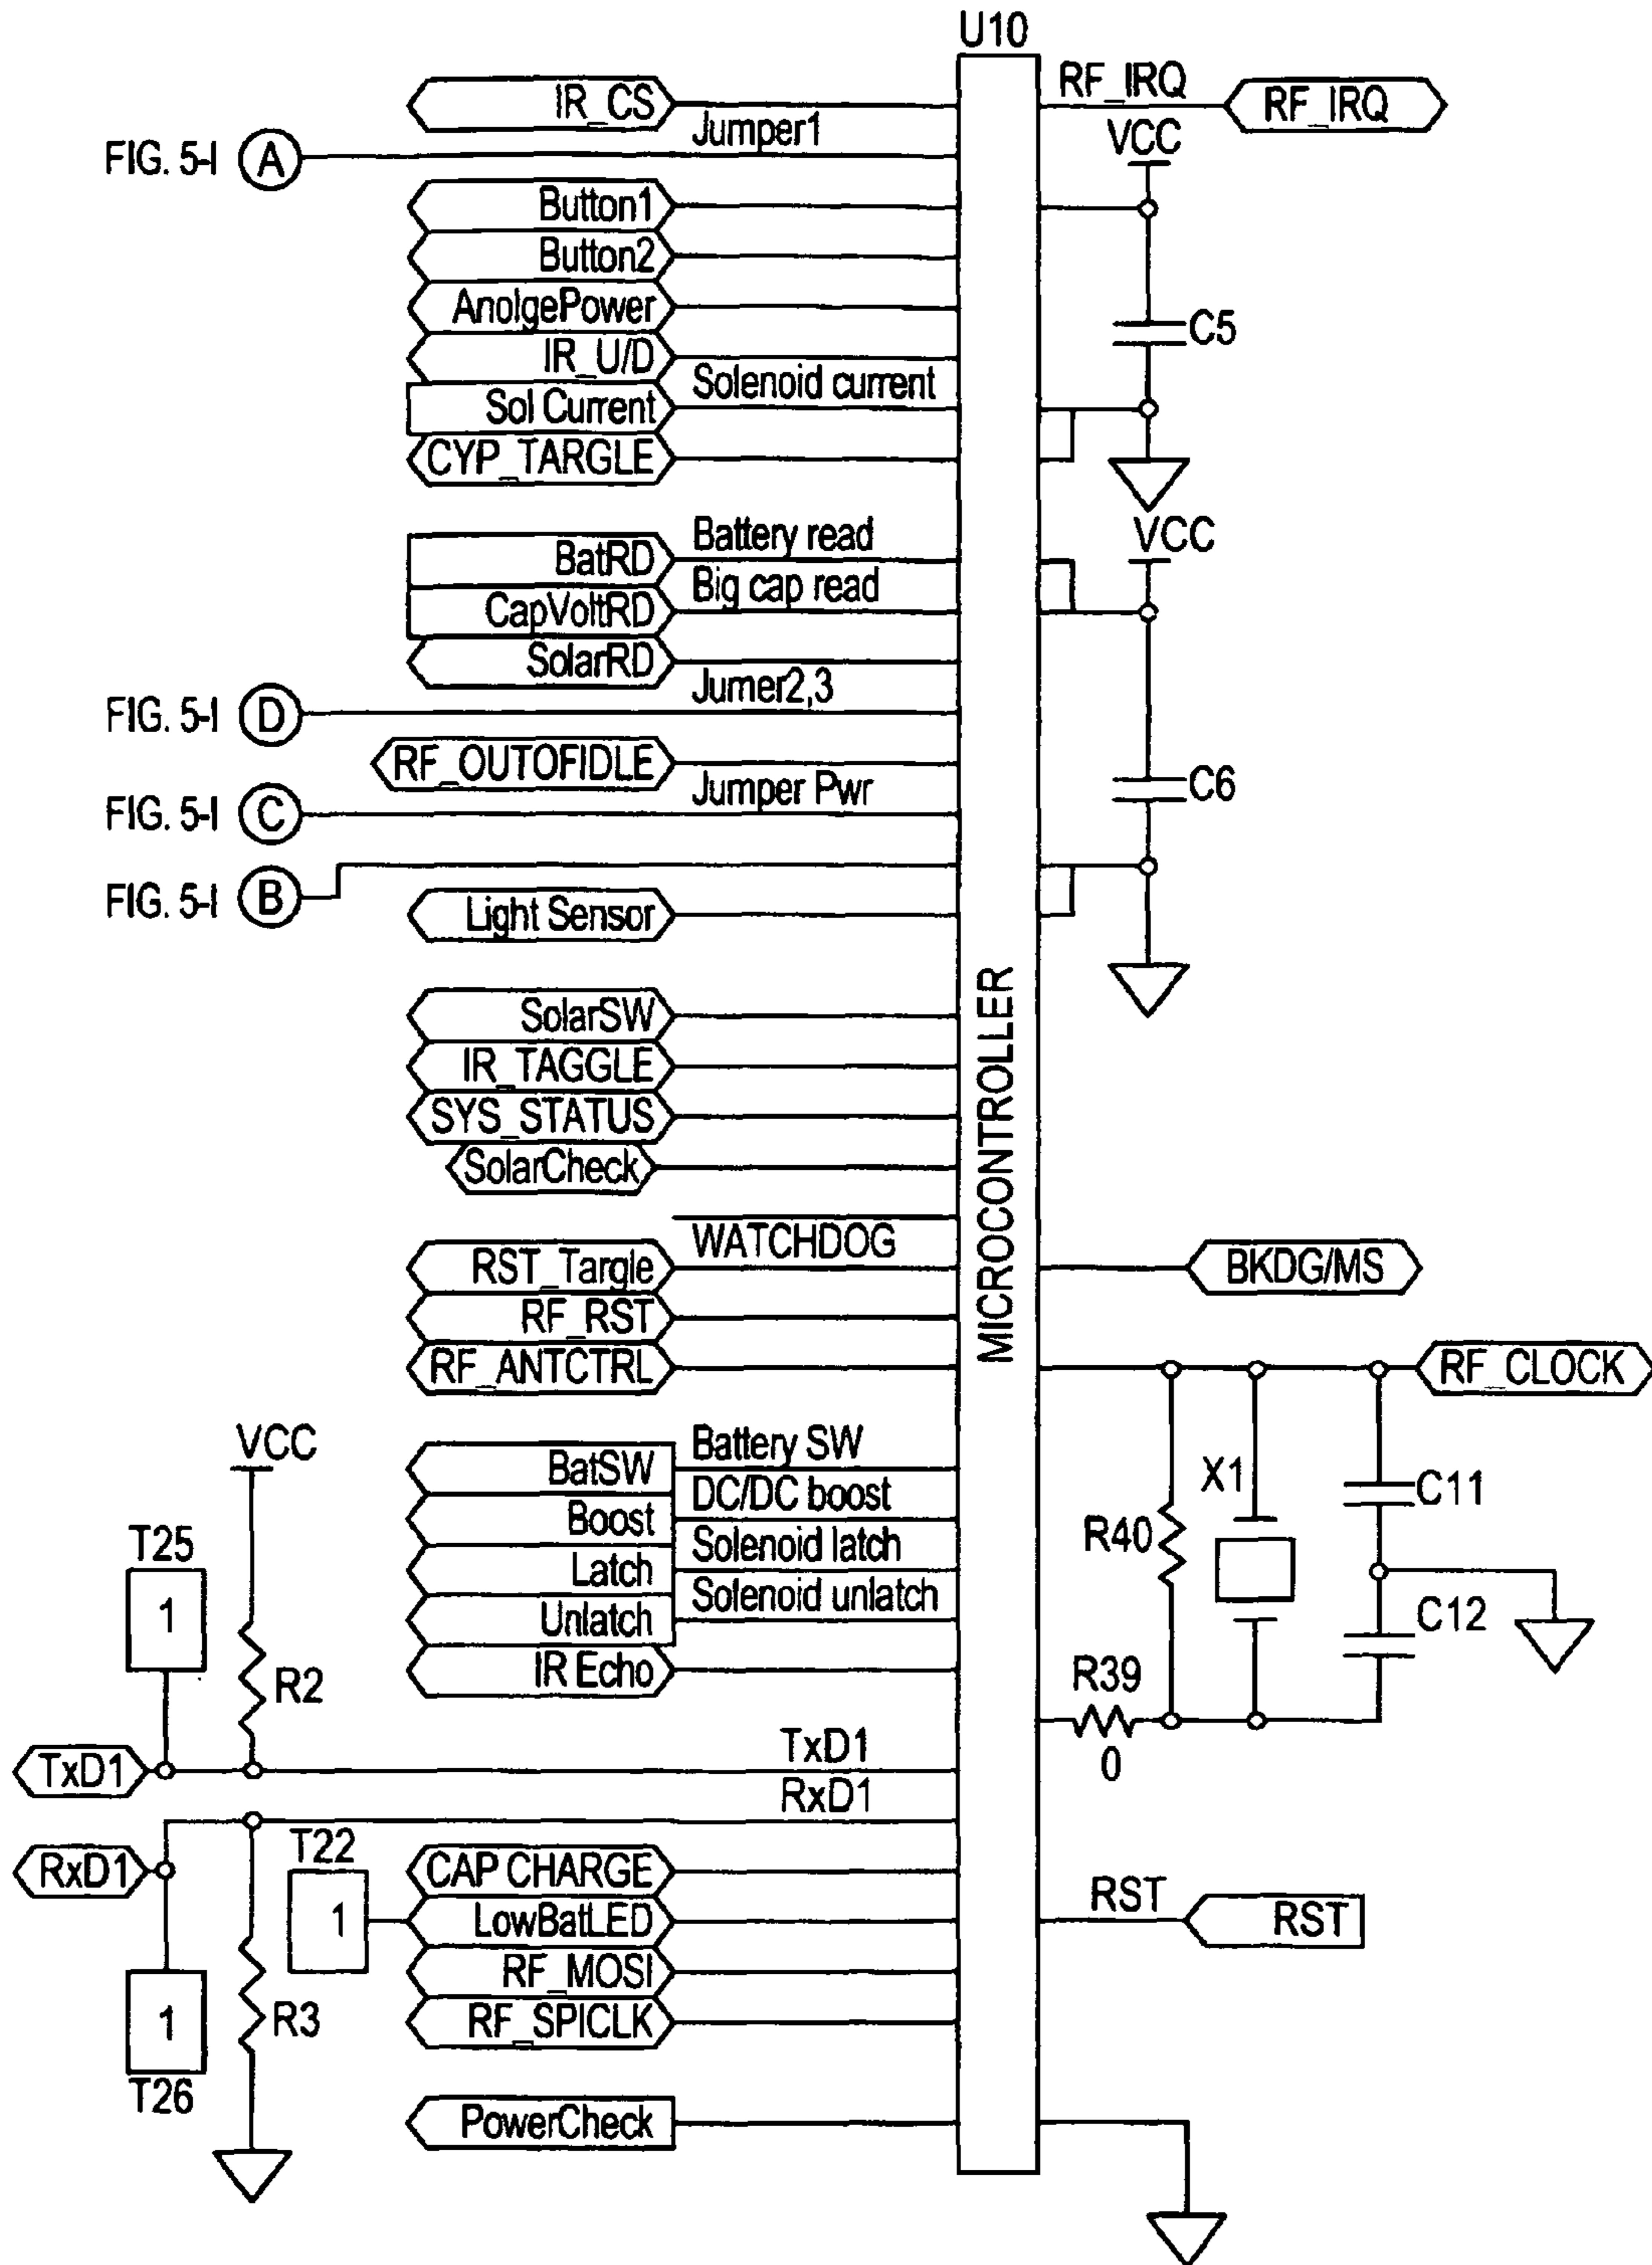 U10
IR_CS
RF_IRQ
RF_IRQ
FIG. 5-I A
Jumper1
VCC
Button1
Button2
AnolgePower
C5
IR_U/D
Sol Current
Solenoid current
CYP_TARGLE
BatRD
Battery read
VCC
CapVoltRD
Big cap read
SolarRD
FIG. 5-I D
Jumer2,3
RF_OUTOFIDLE
C6
FIG. 5-I C
Jumper Pwr
FIG. 5-I B
Light Sensor
MICROCONTROLLER
SolarSW
IR_TAGGLE
SYS_STATUS
SolarCheck
WATCHDOG
RST_Targle
BKDG/MS
RF_RST
RF_ANTCTRL
RF_CLOCK
VCC
BatSW
Battery SW
X1
C11
Boost
DC/DC boost
R40
T25
1
Latch
Solenoid latch
Unlatch
Solenoid unlatch
C12
R2
IR Echo
R39
0
TxD1
TxD1
RxD1
RxD1
T22
1
CAP CHARGE
LowBatLED
RST
RST
RF_MOSI
1
T26
R3
RF_SPICLK
PowerCheck